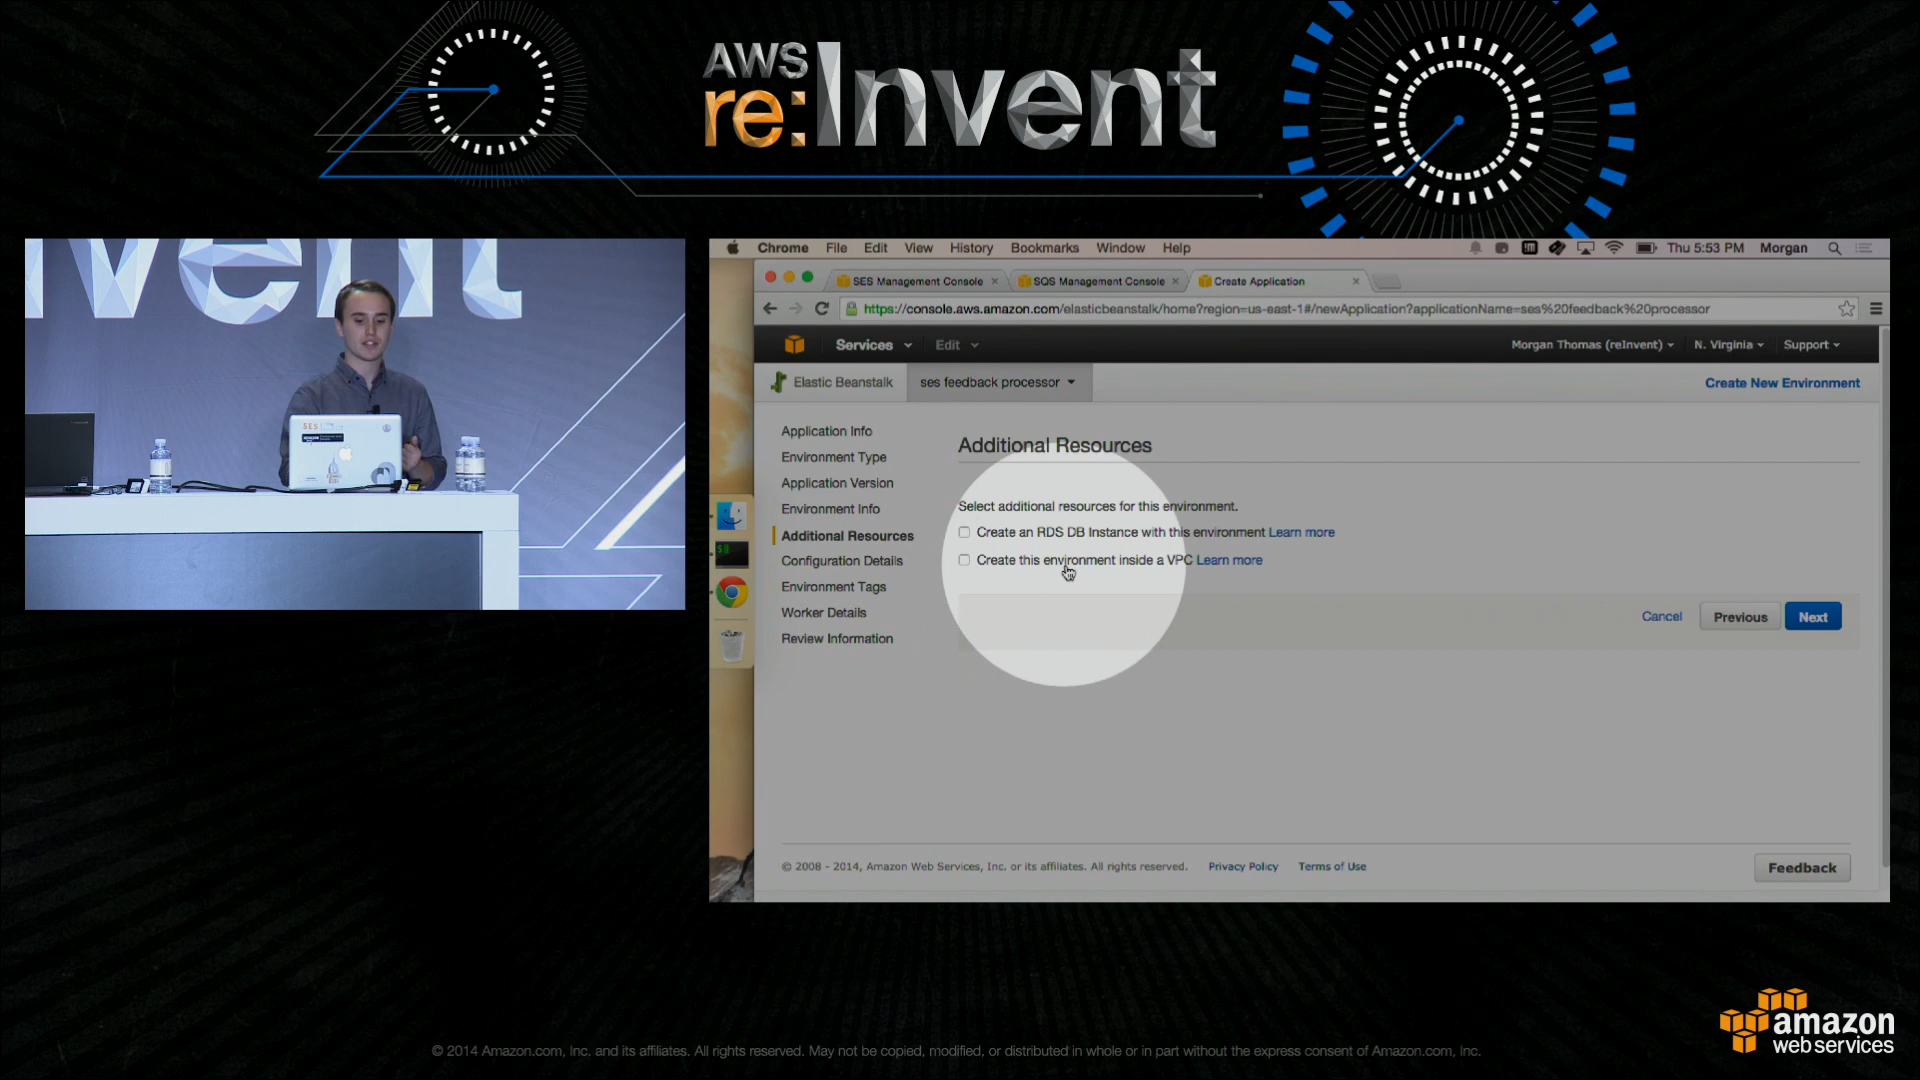 AWS
re:Invent
Invent
SES
Chrome File Edit View History Bookmarks Window Help Thu 5:53 PM Morgan
SES Management Console SQS Management Console Create Application
https://console.aws.amazon.com/elasticbeanstalk/home?region=us-east-1#/newApplication?applicationName=ses%20feedback%20processor
Services Edit Morgan Thomas (reInvent) N. Virginia Support
Elastic Beanstalk ses feedback processor Create New Environment
Application Info
Environment Type
Application Version
Environment Info
Additional Resources
Configuration Details
Environment Tags
Worker Details
Review Information
Additional Resources
Select additional resources for this environment.
Create an RDS DB Instance with this environment Learn more
Create this environment inside a VPC Learn more
Cancel Previous Next
© 2008 - 2014, Amazon Web Services, Inc. or its affiliates. All rights reserved. Privacy Policy Terms of Use
Feedback
amazon
web services
© 2014 Amazon.com, Inc. and its affiliates. All rights reserved. May not be copied, modified, or distributed in whole or in part without the express consent of Amazon.com, Inc.